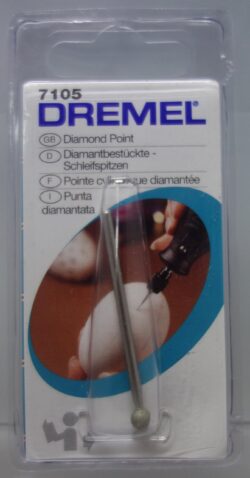 7105
DREMEL
GB Diamond Point
D Diamantbestückte -
Schleifspitzen
F Pointe cylindrique diamantée
I Punta
diamantata